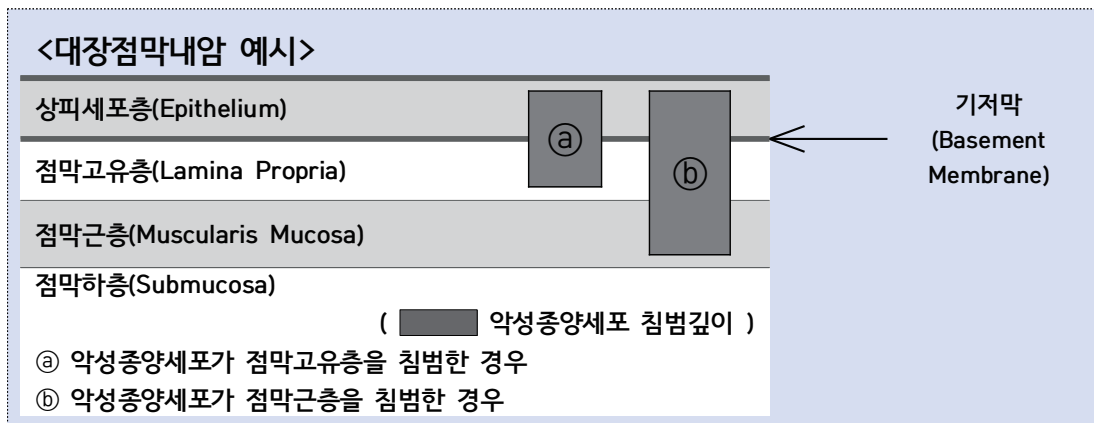 <대장점막내암 예시>
상피세포층(Epithelium)
ⓐ
기저막
(Basement
Membrane)
점막고유층(Lamina Propria)
ⓑ
점막근층(Muscularis Mucosa)
점막하층(Submucosa)
( 악성종양세포 침범깊이 )
ⓐ 악성종양세포가 점막고유층을 침범한 경우
ⓑ 악성종양세포가 점막근층을 침범한 경우